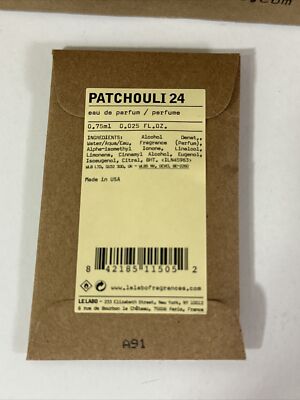 .com
PATCHOULI 24
eau de parfum / perfume
0.75ml 0.025 FL.OZ.
INGREDIENTS: Alcohol Denat.,
Water/Aqua/Eau, Fragrance (Parfum),
Alpha-isomethyl Ionone, Linalool,
Limonene, Cinnamyl Alcohol, Eugenol,
Isoeugenol, Citral, BHT. <ILN45963>
Made in USA
8 42185 11505 2
www.lelabofragrances.com
LE LABO - 233 Elizabeth Street, New York, NY 10012
6 rue de Bourbon le Château, 75006 Paris, France
A91